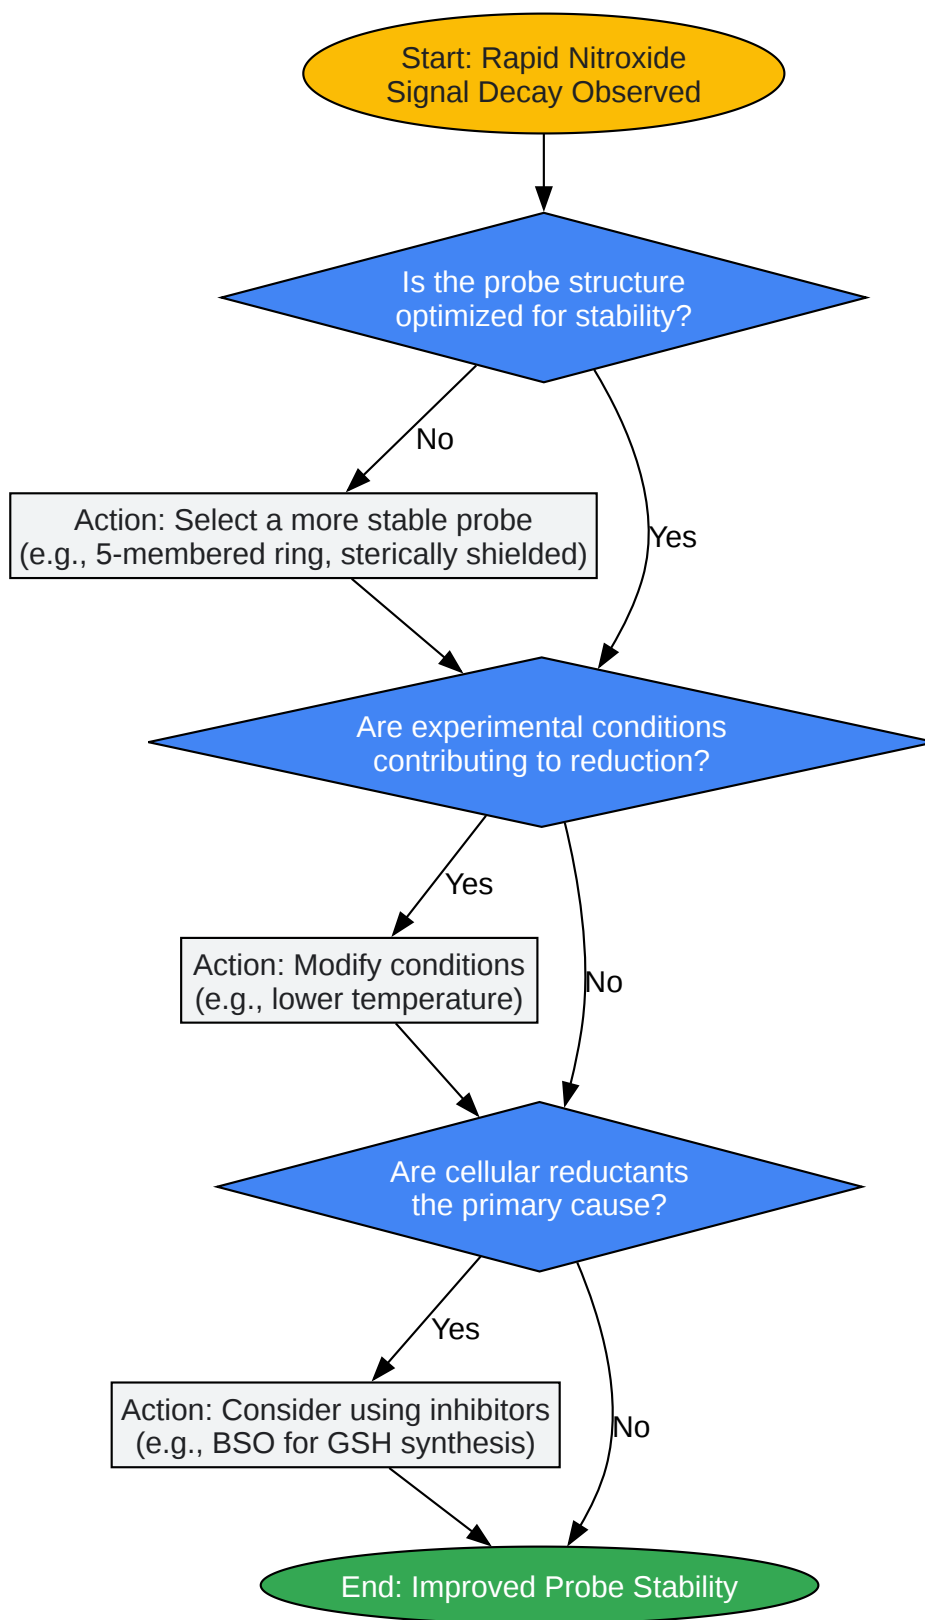 Start: Rapid Nitroxide
Signal Decay Observed
Is the probe structure
optimized for stability?
No
Action: Select a more stable probe
(e.g., 5-membered ring, sterically shielded)
Yes
Are experimental conditions
contributing to reduction?
Yes
Action: Modify conditions
(e.g., lower temperature)
No
Are cellular reductants
the primary cause?
Yes
Action: Consider using inhibitors
(e.g., BSO for GSH synthesis)
No
End: Improved Probe Stability